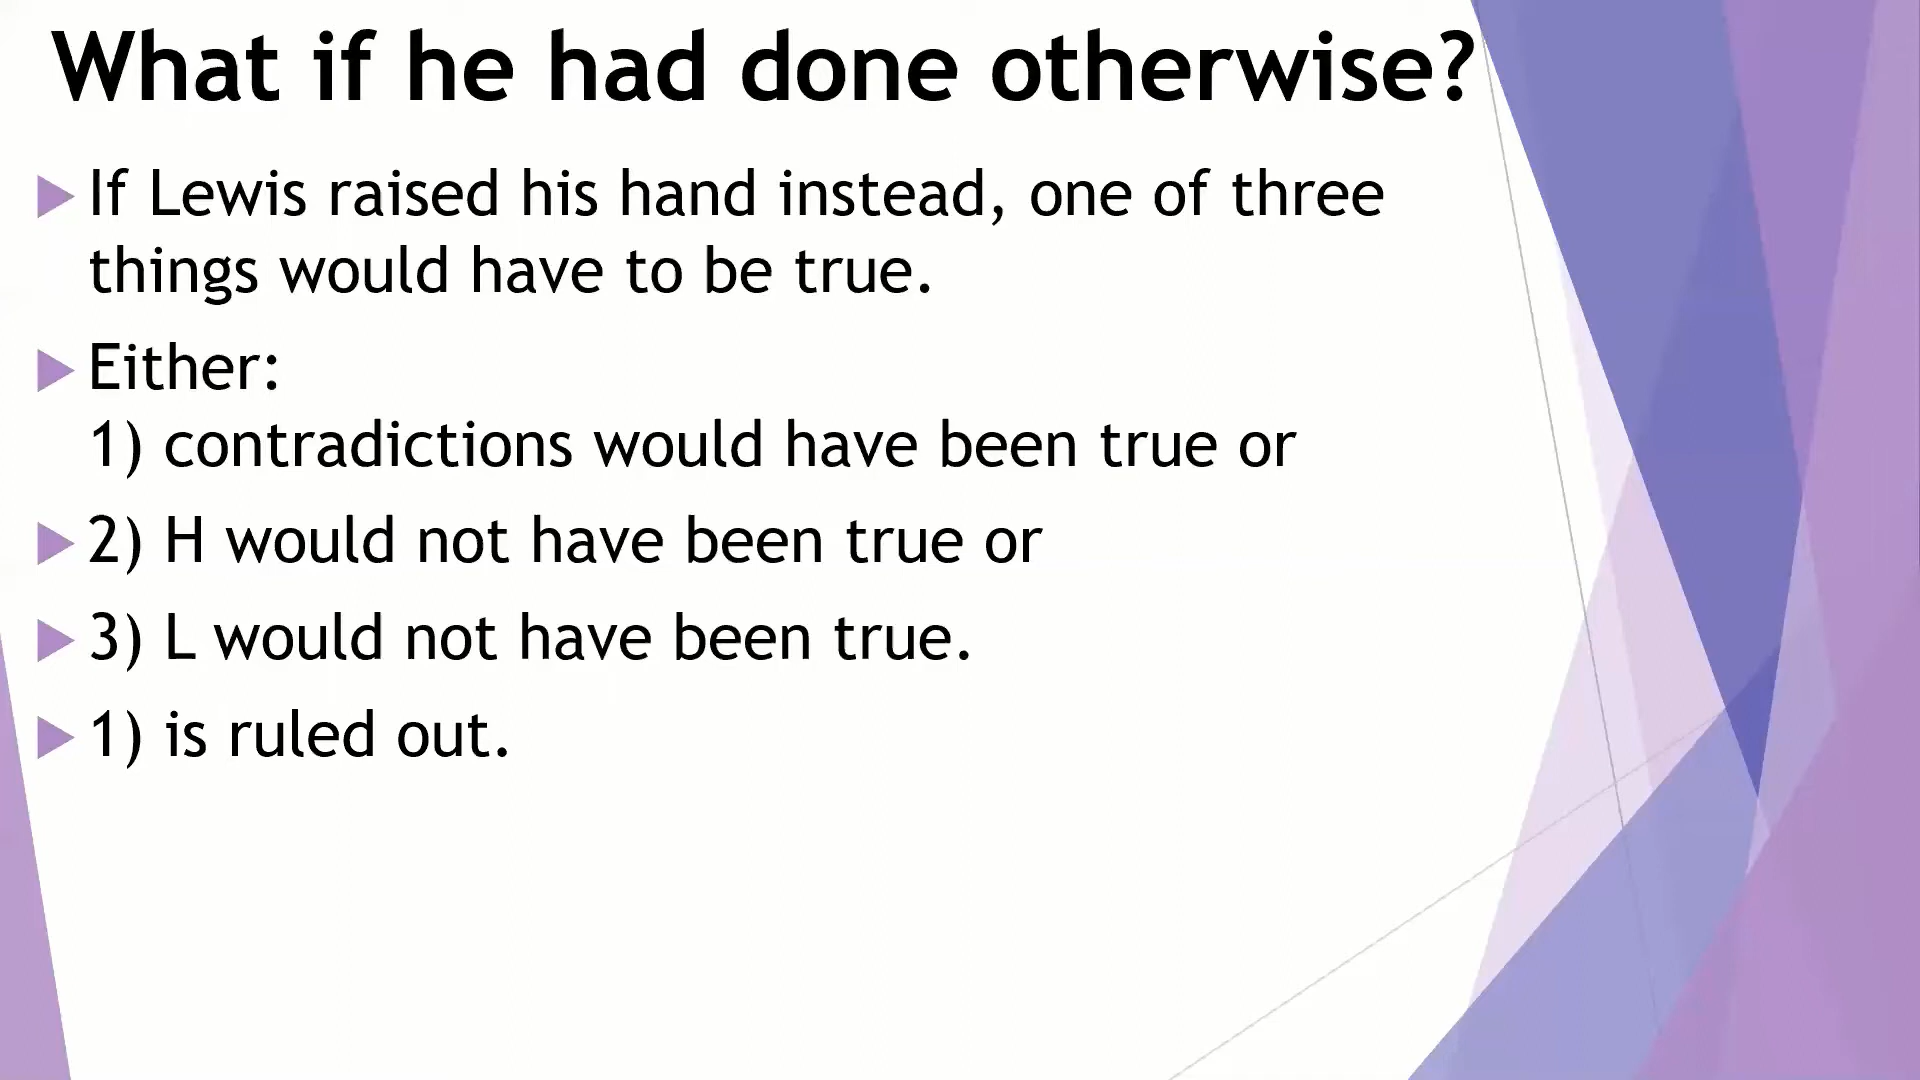 What if he had done otherwise?
If Lewis raised his hand instead, one of three
things would have to be true.
Either:
1) contradictions would have been true or
2) H would not have been true or
3) L would not have been true.
1) is ruled out.